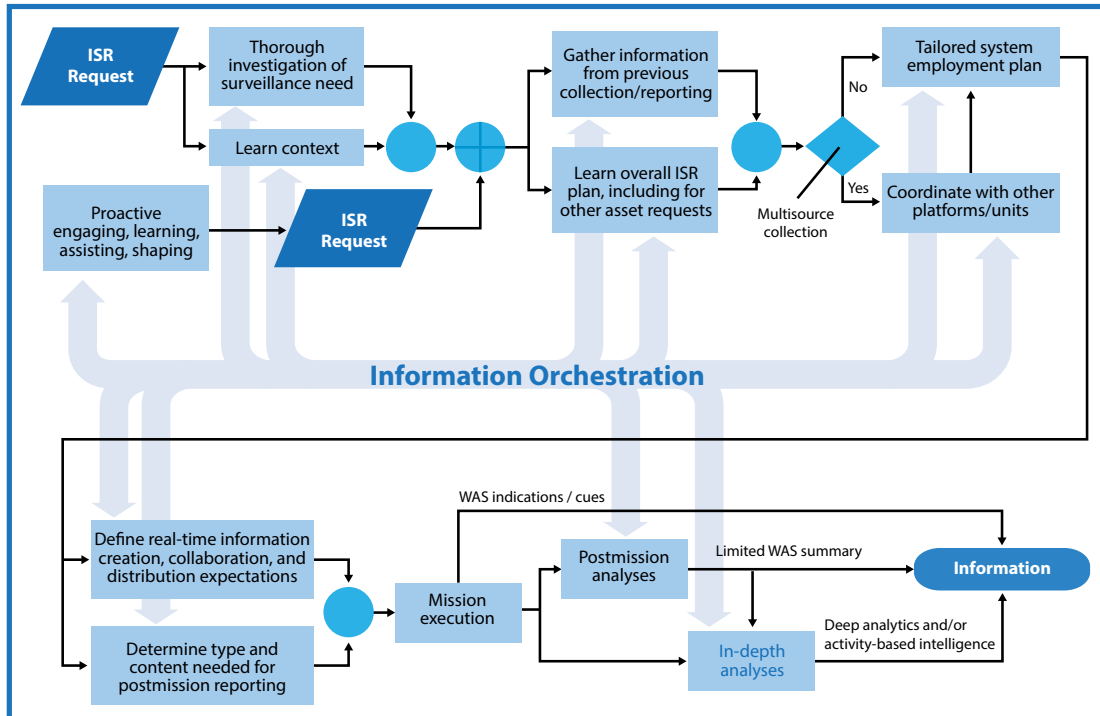 ISR
Request
Thorough
investigation of
surveillance need
Learn context
Proactive
engaging, learning,
assisting, shaping
ISR
Request
Gather information
from previous
collection/reporting
Learn overall ISR
plan, including for
other asset requests
No
Yes
Multisource
collection
Tailored system
employment plan
Coordinate with other
platforms/units
Information Orchestration
Define real-time information
creation, collaboration, and
distribution expectations
Determine type and
content needed for
postmission reporting
Mission
execution
WAS indications / cues
Postmission
analyses
Limited WAS summary
In-depth
analyses
Deep analytics and/or
activity-based intelligence
Information